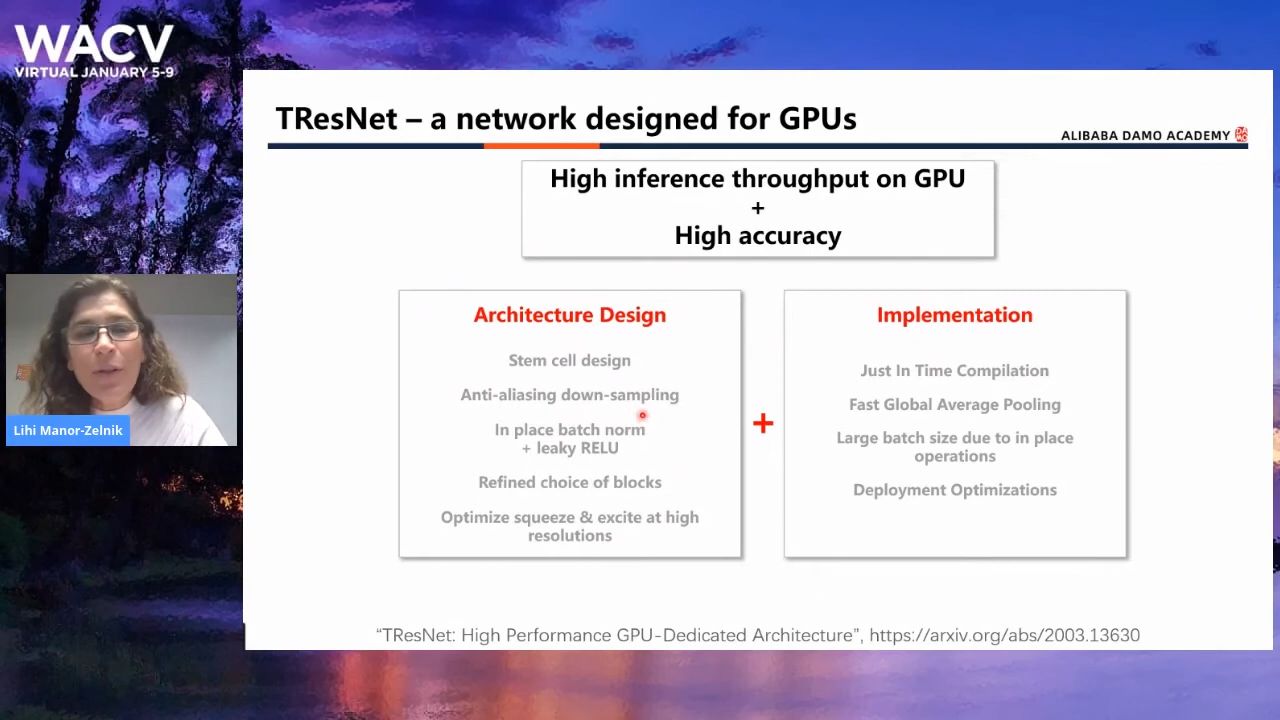 WACV
VIRTUAL JANUARY 5-9
TResNet – a network designed for GPUs
ALIBABA DAMO ACADEMY
High inference throughput on GPU
+
High accuracy
Architecture Design
Stem cell design
Anti-aliasing down-sampling
In place batch norm
+ leaky RELU
Refined choice of blocks
Optimize squeeze & excite at high
resolutions
+
Implementation
Just In Time Compilation
Fast Global Average Pooling
Large batch size due to in place
operations
Deployment Optimizations
Lihi Manor-Zelnik
“TResNet: High Performance GPU-Dedicated Architecture”, https://arxiv.org/abs/2003.13630